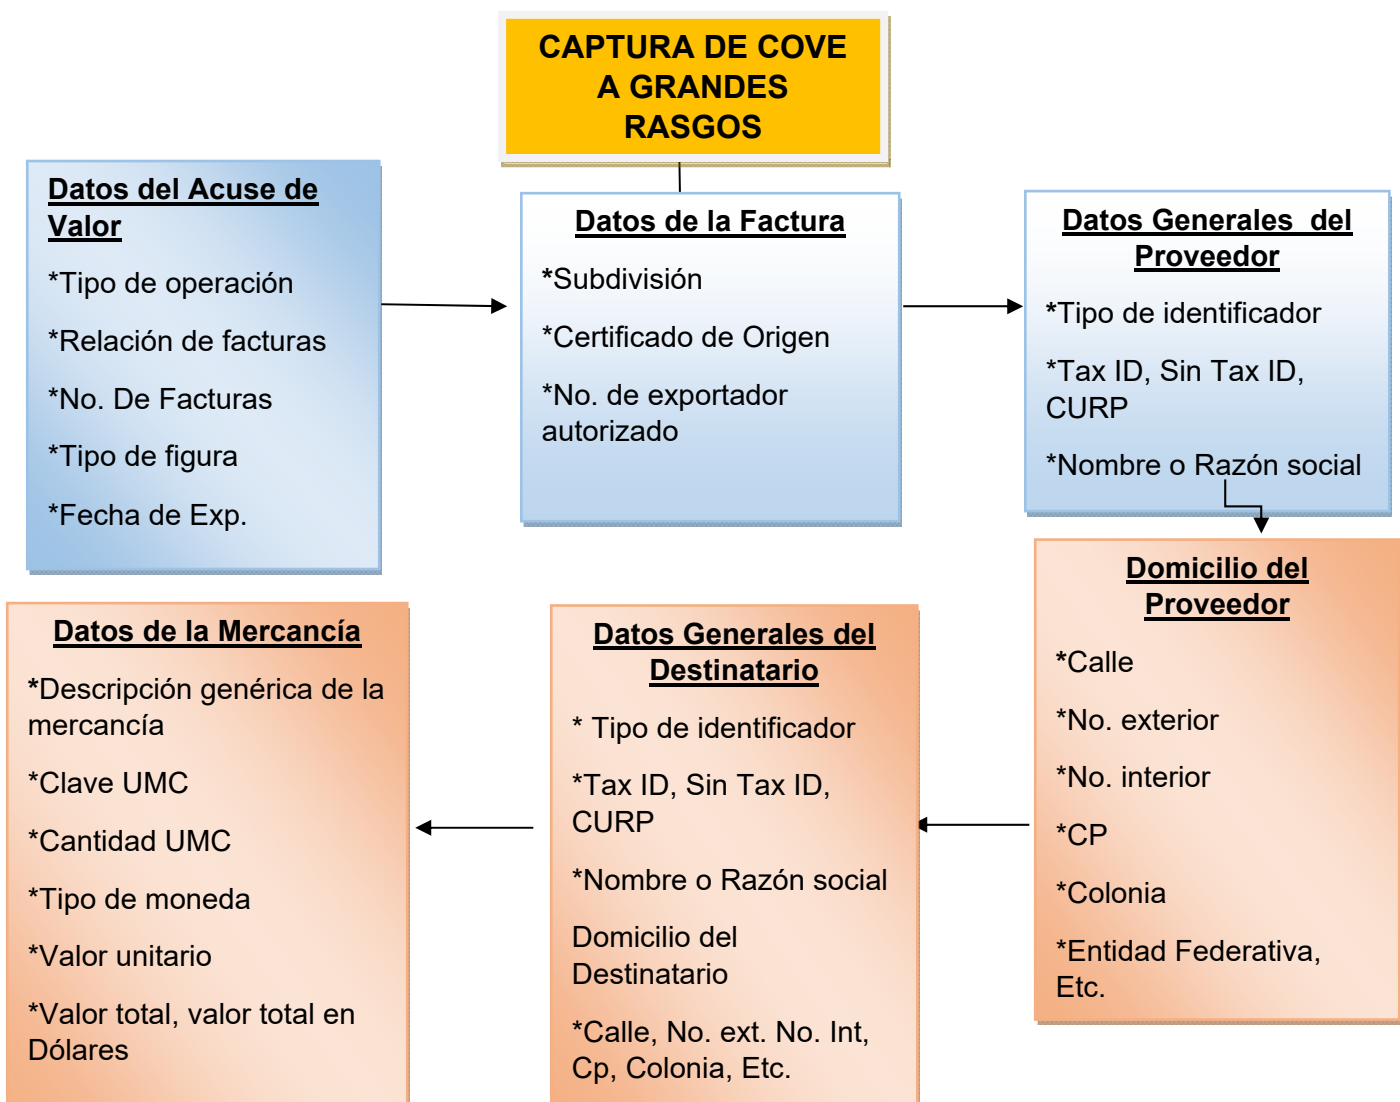 CAPTURA DE COVE
A GRANDES
RASGOS
Datos del Acuse de
Valor
*Tipo de operación
*Relación de facturas
*No. De Facturas
*Tipo de figura
*Fecha de Exp.
Datos de la Factura
*Subdivisión
*Certificado de Origen
*No. de exportador
autorizado
Datos Generales del
Proveedor
*Tipo de identificador
*Tax ID, Sin Tax ID,
CURP
*Nombre o Razón social
Domicilio del
Proveedor
*Calle
*No. exterior
*No. interior
*CP
*Colonia
*Entidad Federativa,
Etc.
Datos Generales del
Destinatario
* Tipo de identificador
*Tax ID, Sin Tax ID,
CURP
*Nombre o Razón social
Domicilio del
Destinatario
*Calle, No. ext. No. Int,
Cp, Colonia, Etc.
Datos de la Mercancía
*Descripción genérica de la
mercancía
*Clave UMC
*Cantidad UMC
*Tipo de moneda
*Valor unitario
*Valor total, valor total en
Dólares